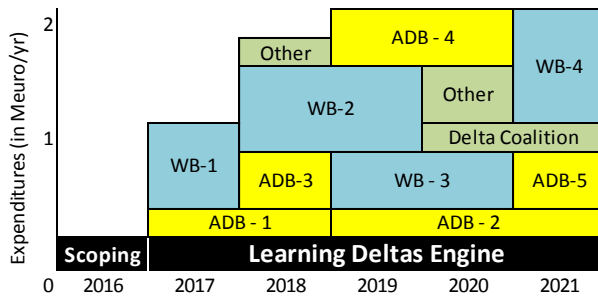 Expenditures (in Meuro/yr)
2
1
0
Other
ADB - 4
WB-4
WB-2
Other
Delta Coalition
WB-1
ADB-3
WB - 3
ADB-5
ADB - 1
ADB - 2
Scoping
Learning Deltas Engine
2016
2017
2018
2019
2020
2021